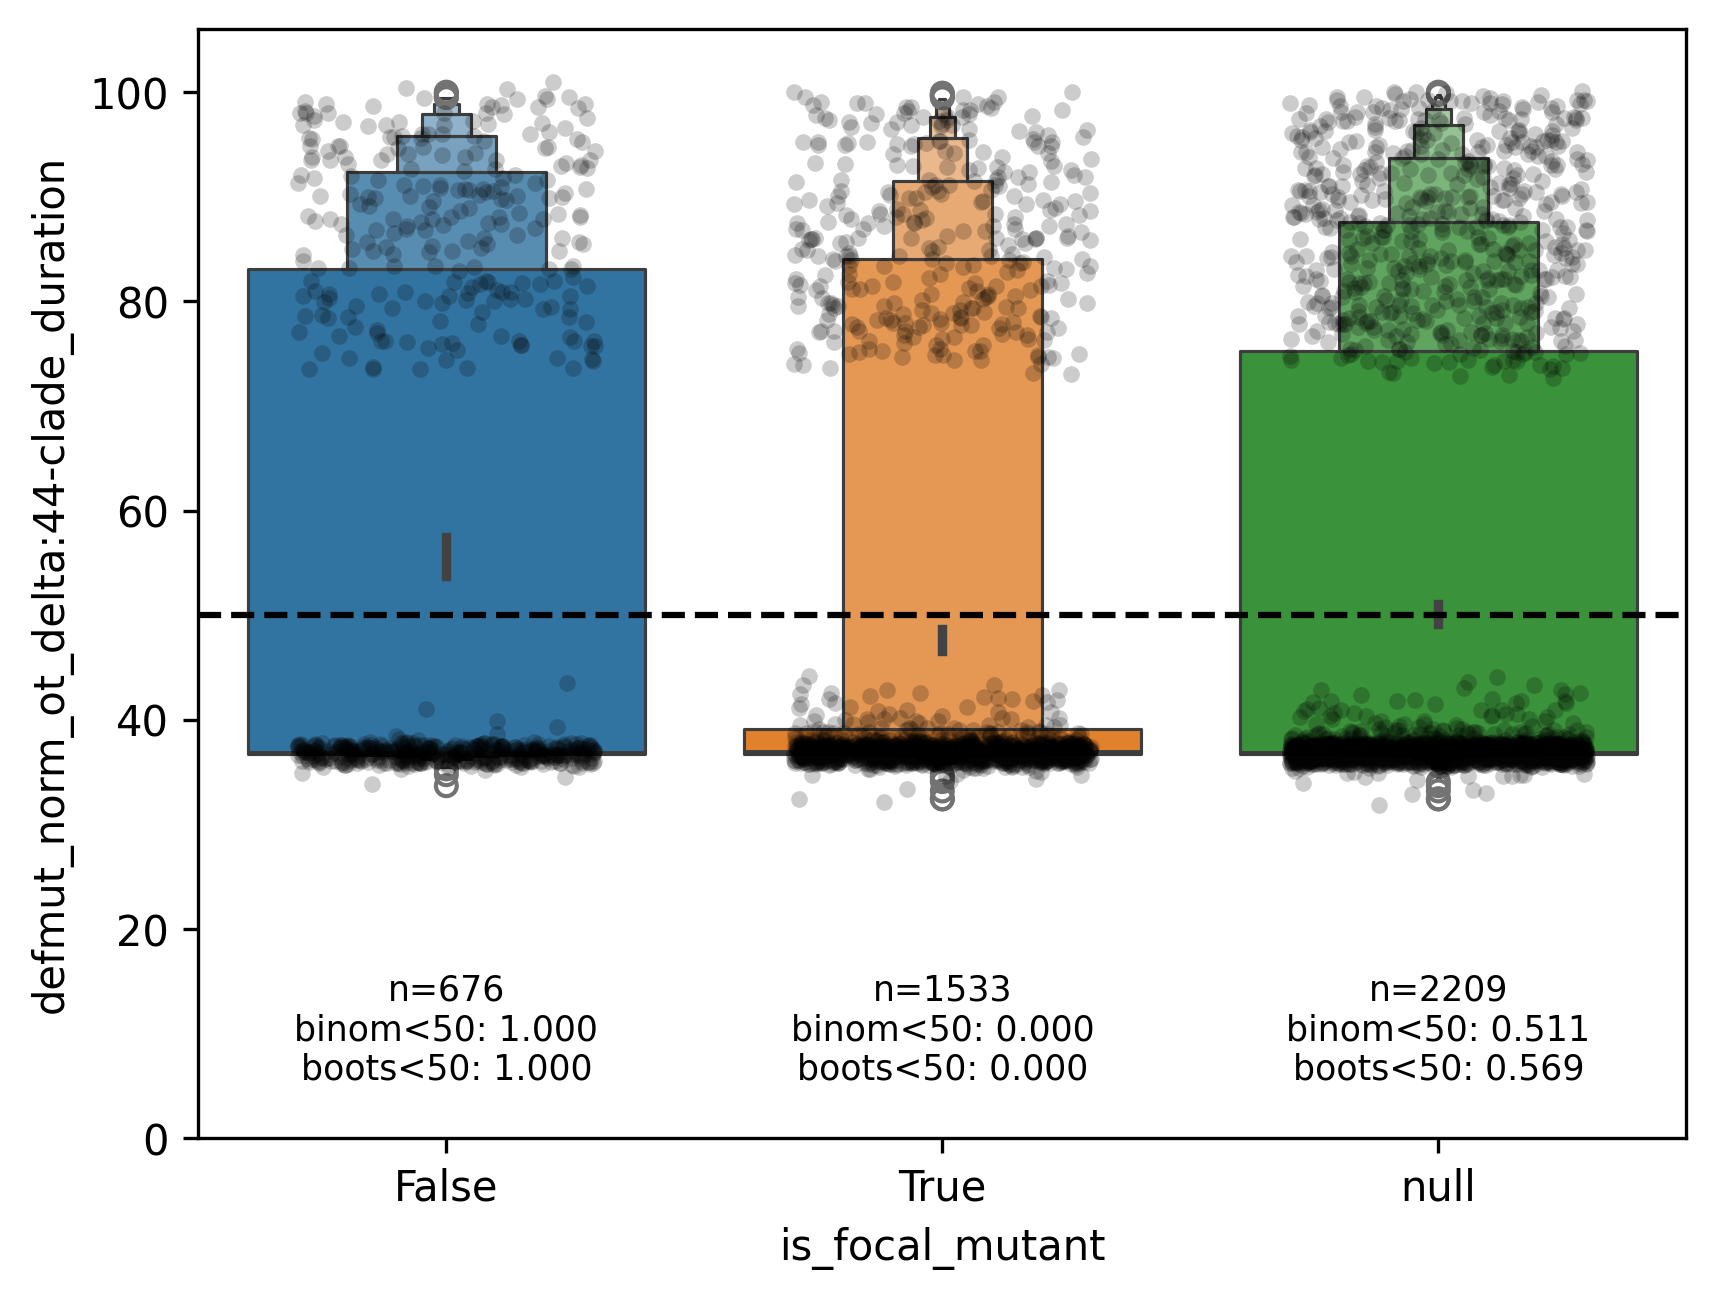 defmut_norm_ot_delta:44-clade_duration
100
80
60
40
20
0
n=676
binom<50: 1.000
boots<50: 1.000
n=1533
binom<50: 0.000
boots<50: 0.000
n=2209
binom<50: 0.511
boots<50: 0.569
False
True
null
is_focal_mutant